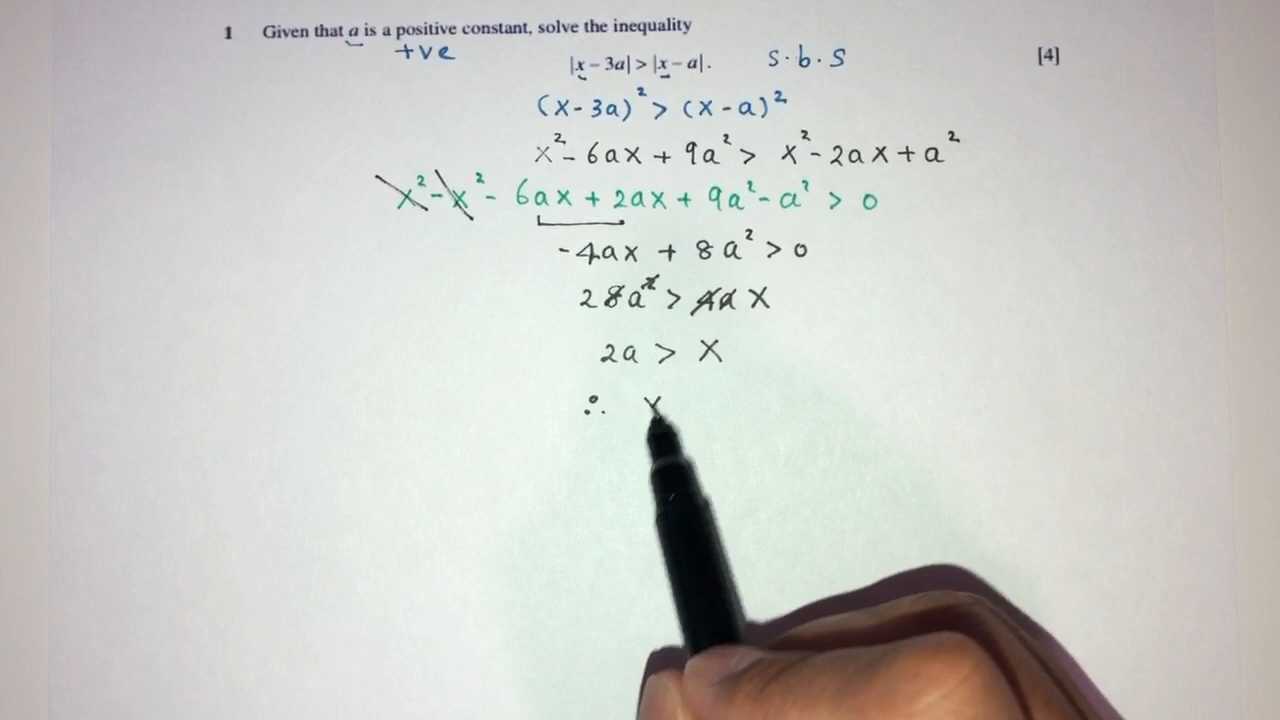 1 Given that a is a positive constant, solve the inequality
+ve
|x – 3a| > |x – a|. s.b.s [4]
(x-3a)² > (x-a)²
x² - 6ax + 9a² > x² - 2ax + a²
x² - x² - 6ax + 2ax + 9a² - a² > 0
-4ax + 8a² > 0
2 8a² > 4a x
2a > x
∴ x